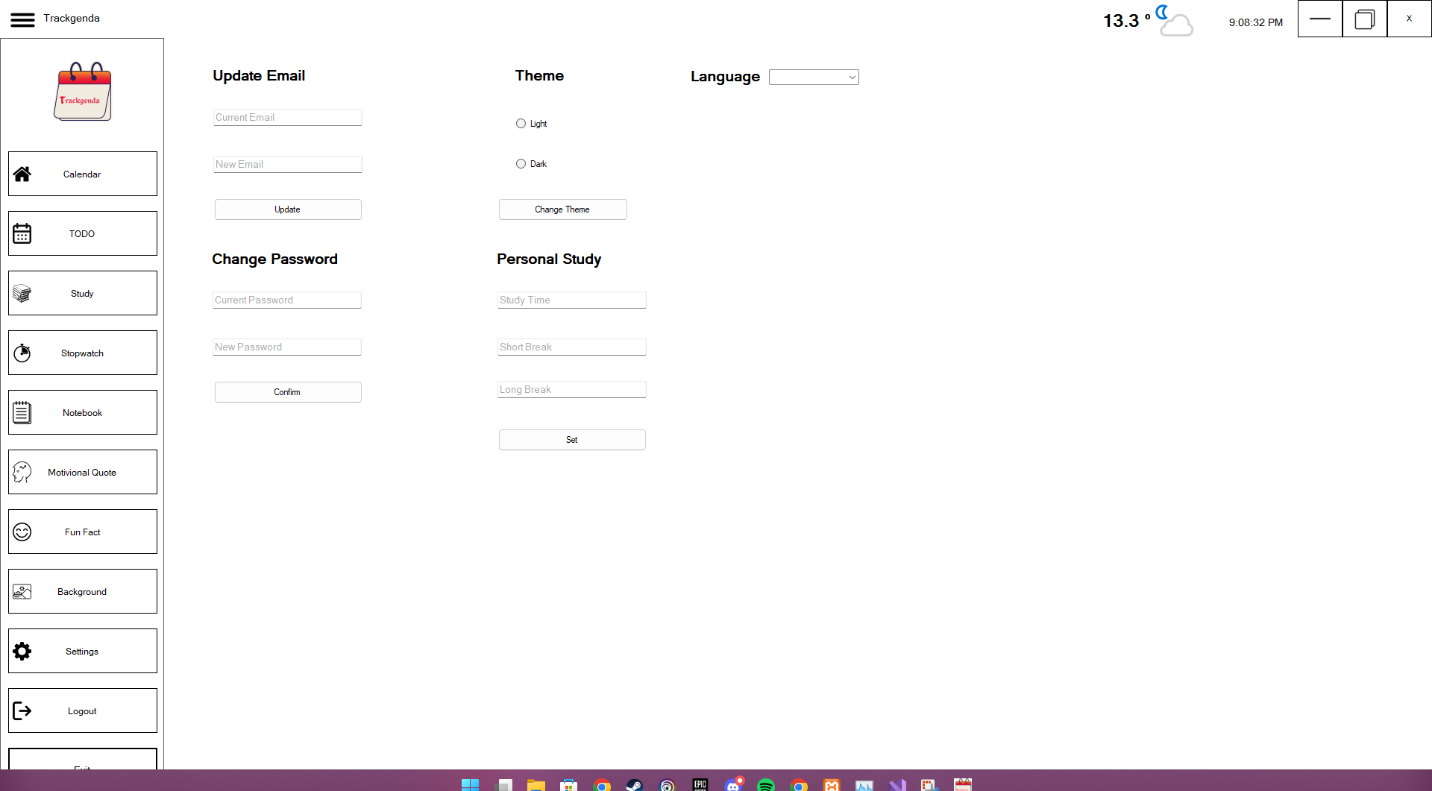 Trackgenda
13.3 °
9:08:32 PM
X
Trackgenda
Calendar
TODO
Study
Stopwatch
Notebook
Motivional Quote
Fun Fact
Background
Settings
Logout
Exit
Update Email
Current Email
New Email
Update
Change Password
Current Password
New Password
Confirm
Theme
Light
Dark
Change Theme
Personal Study
Study Time
Short Break
Long Break
Set
Language
EPIC